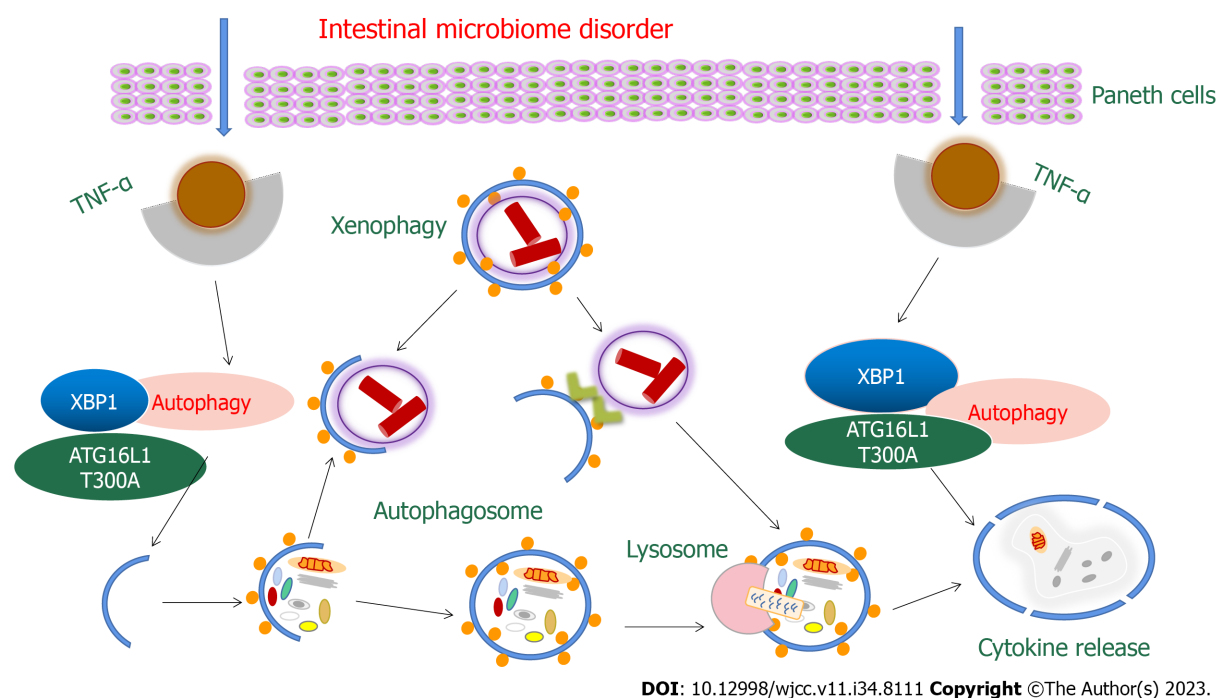 Intestinal microbiome disorder
Paneth cells
TNF-α
TNF-α
Xenophagy
XBP1
Autophagy
ATG16L1
T300A
XBP1
Autophagy
ATG16L1
T300A
Autophagosome
Lysosome
Cytokine release
DOI: 10.12998/wjcc.v11.i34.8111 Copyright ©The Author(s) 2023.